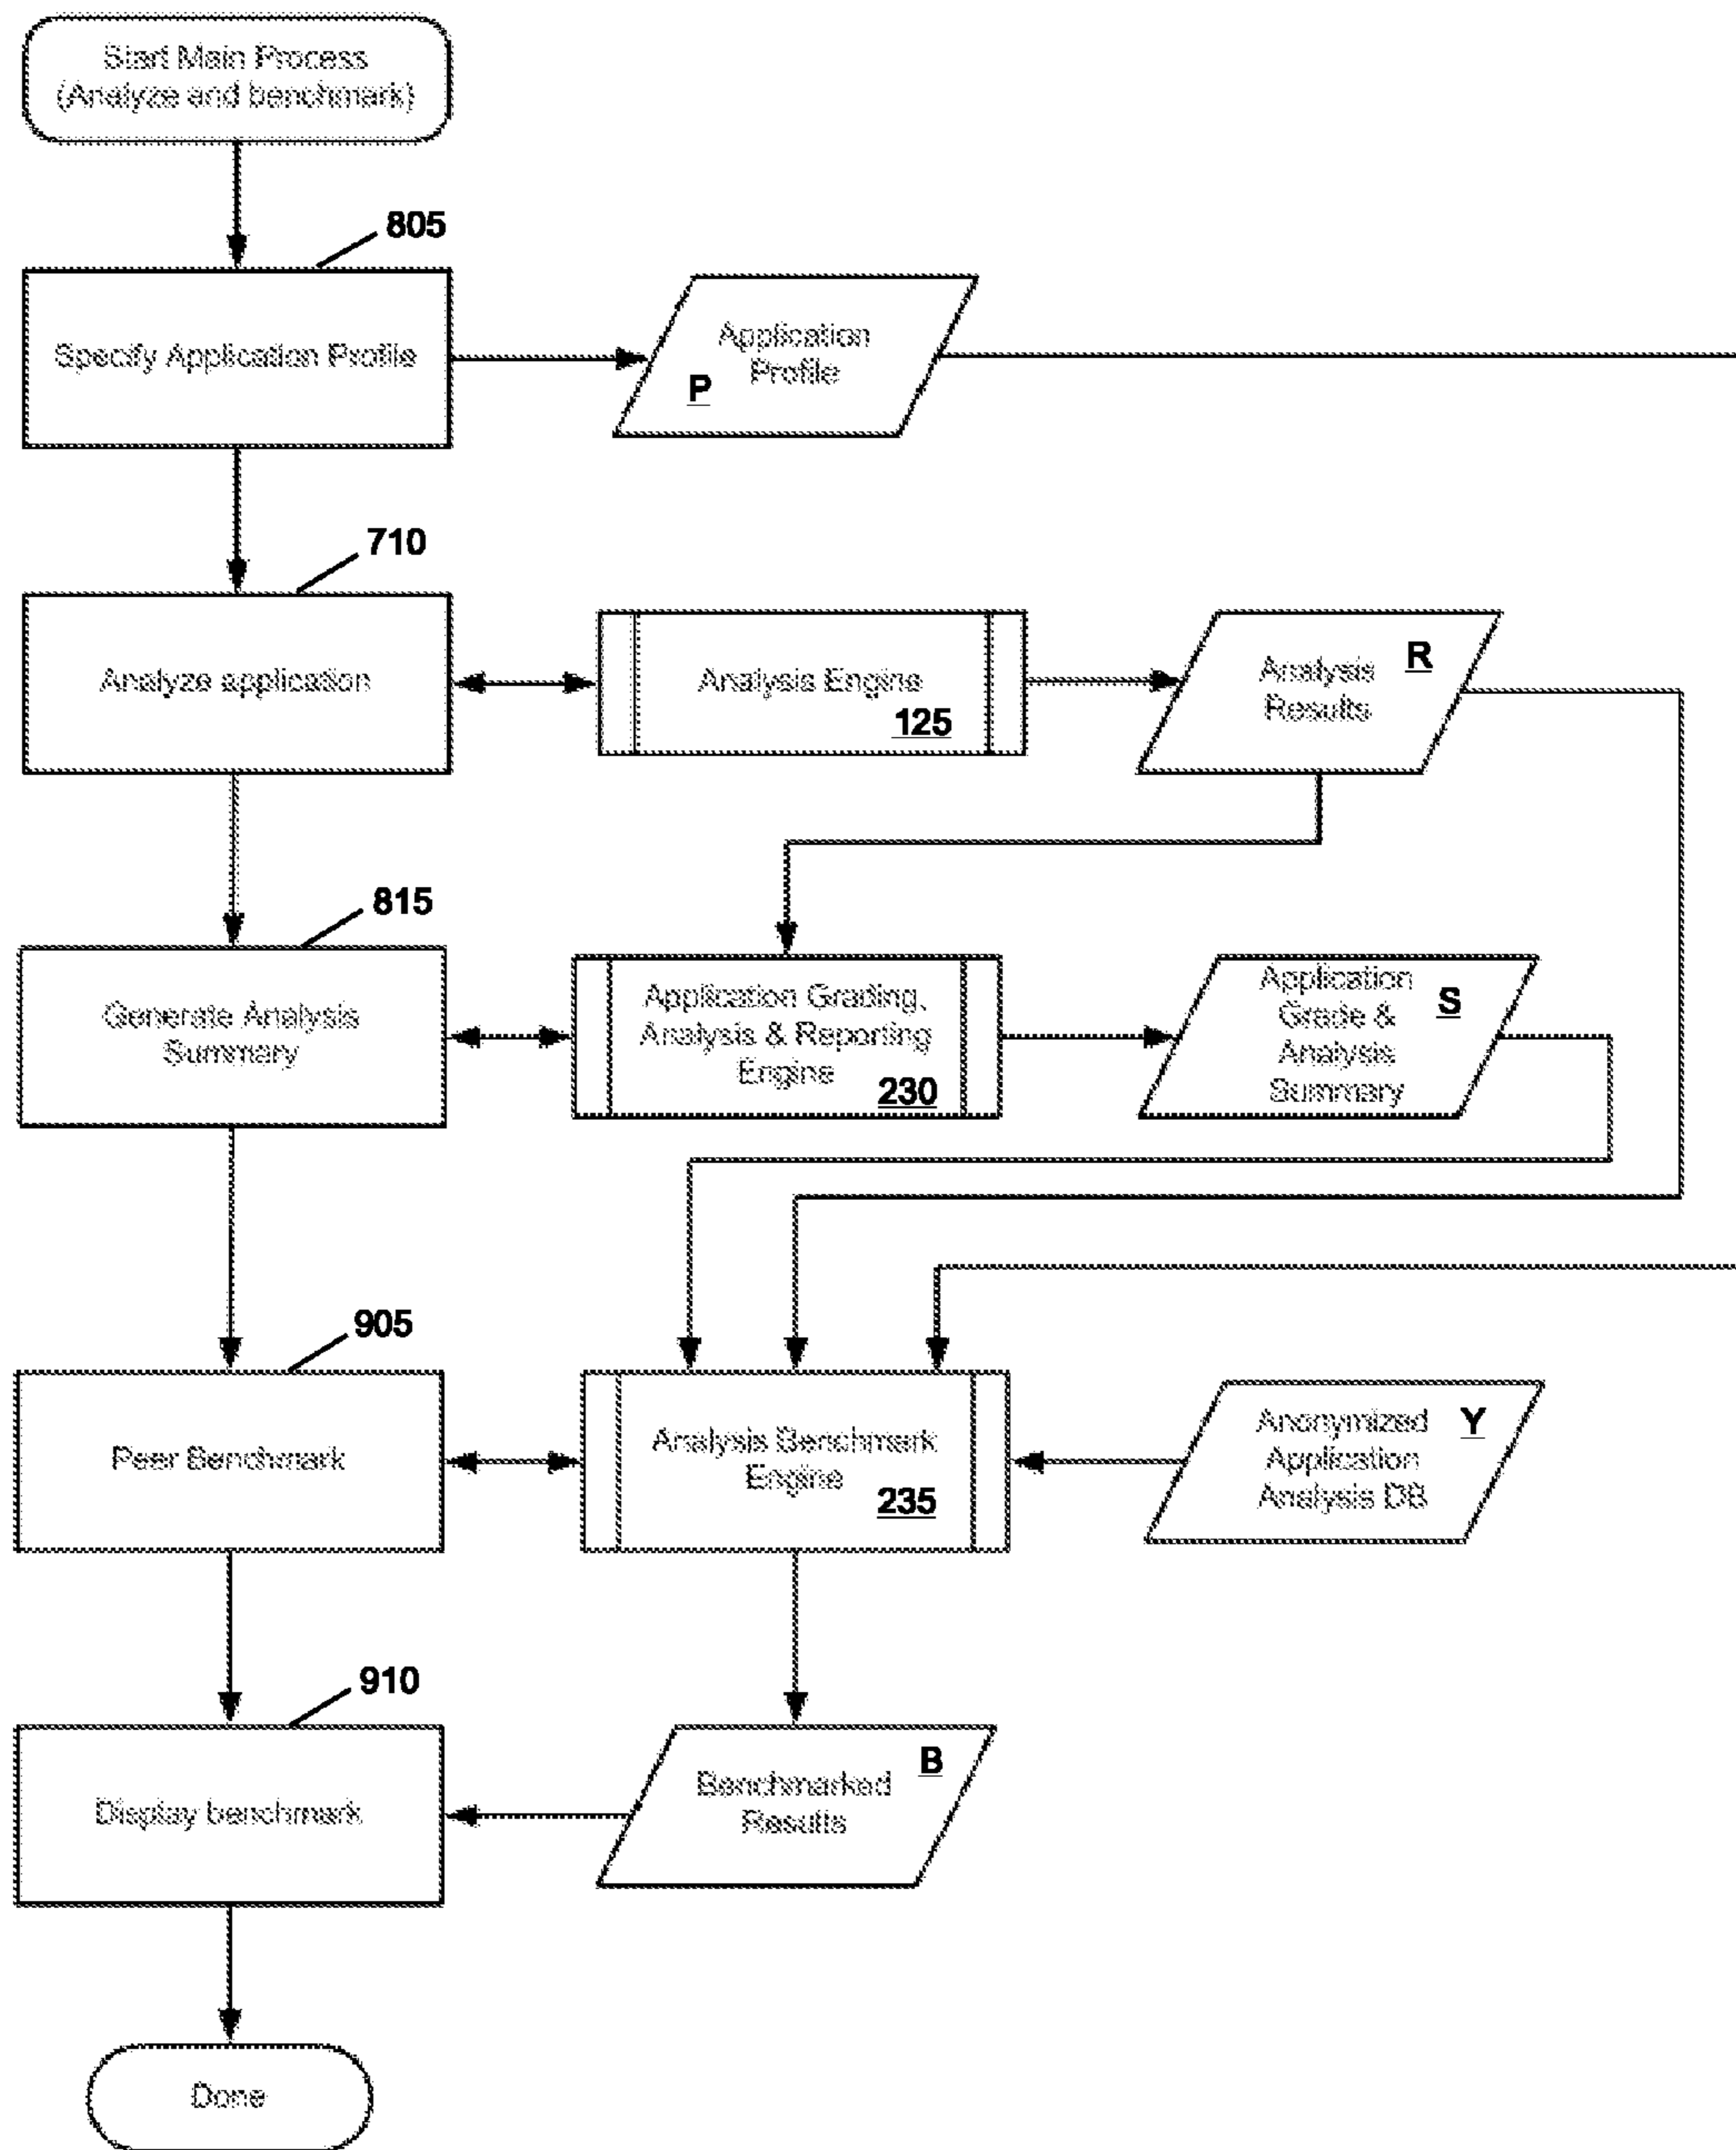 Start Main Process
(Analyze and benchmark)
805
Specify Application Profile
Application
Profile
P
710
Analyze application
Analysis Engine
125
Analysis
Results
R
815
Generate Analysis
Summary
Application Grading,
Analysis & Reporting
Engine
230
Application
Grade &
Analysis
Summary
S
905
Peer Benchmark
Analysis Benchmark
Engine
235
Anonymized
Application
Analysis DB
Y
910
Display benchmark
Benchmarked
Results
B
Done